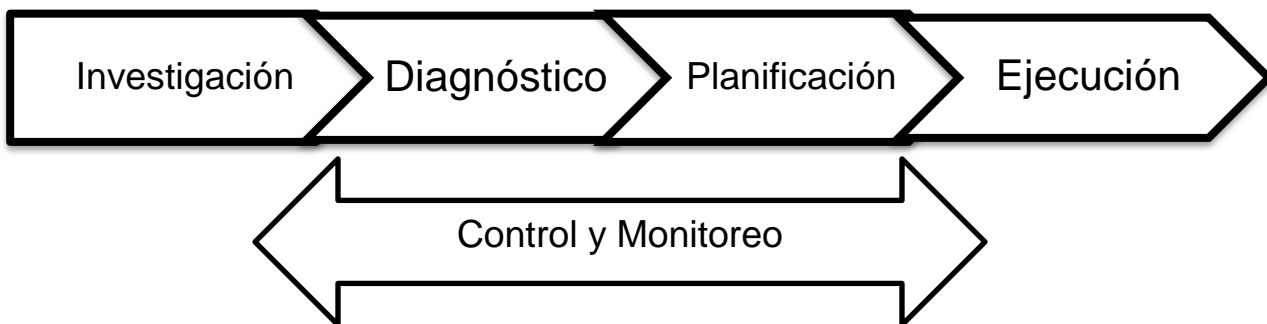 Investigación
Diagnóstico
Planificación
Ejecución
Control y Monitoreo